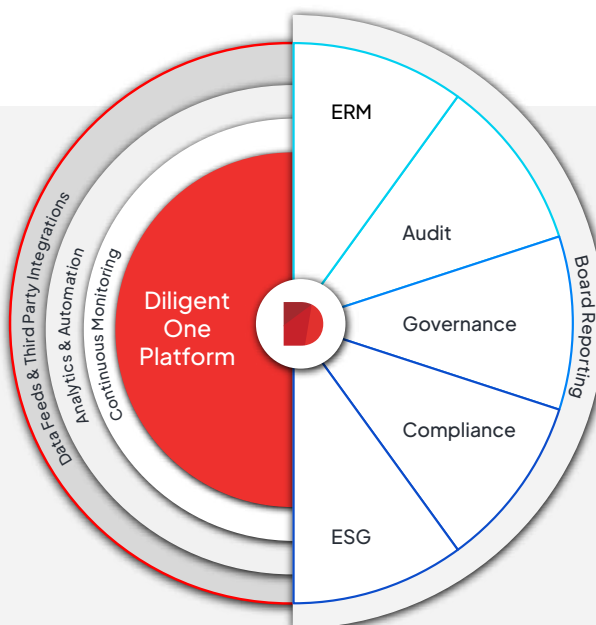 Data Feeds & Third Party Integrations
Analytics & Automation
Continuous Monitoring
Diligent
One
Platform
ERM
Audit
Governance
Compliance
ESG
Board Reporting